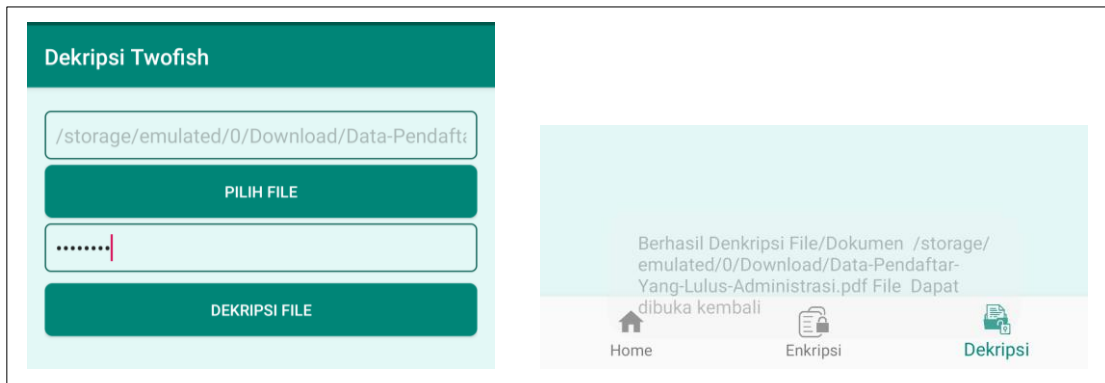 Dekripsi Twofish
/storage/emulated/0/Download/Data-Pendafta
PILIH FILE
••••••••
DEKRIPSI FILE
Berhasil Denkripsi File/Dokumen /storage/
emulated/0/Download/Data-Pendaftar-
Yang-Lulus-Administrasi.pdf File Dapat
dibuka kembali
Home
Enkripsi
Dekripsi